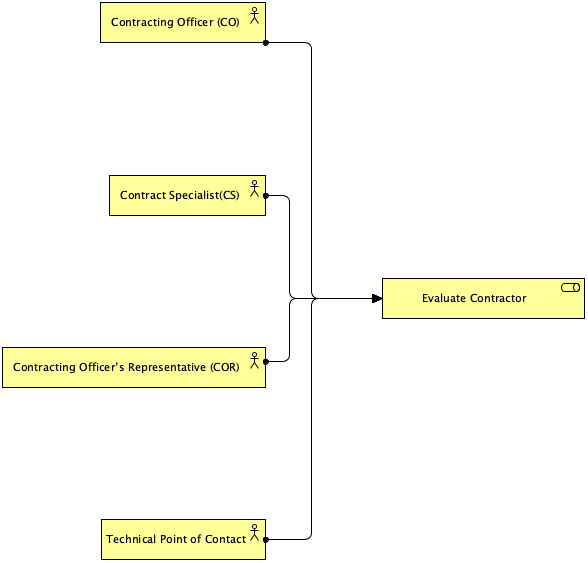 Contracting Officer (CO)
Contract Specialist(CS)
Evaluate Contractor
Contracting Officer's Representative (COR)
Technical Point of Contact